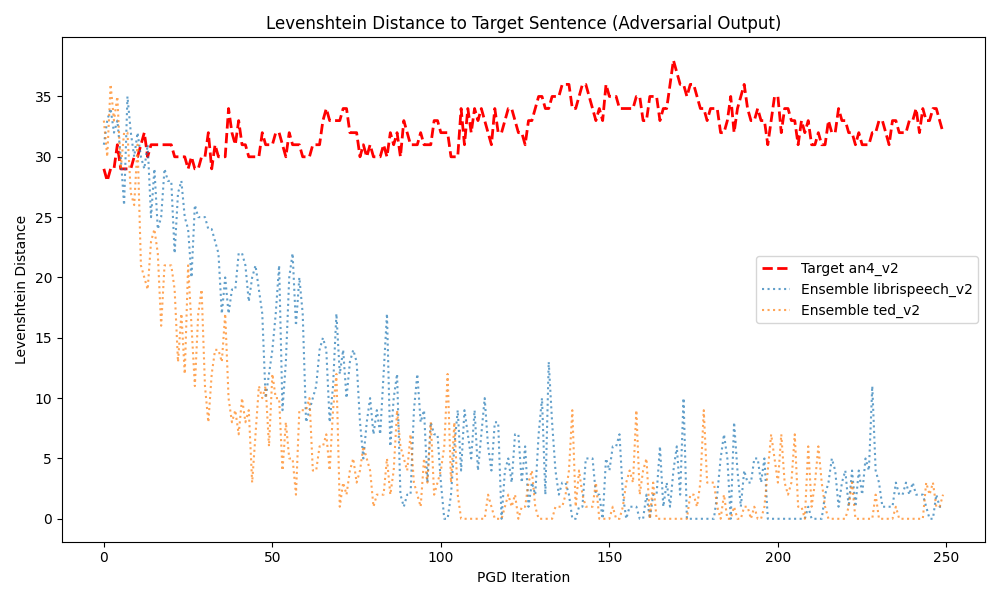 Levenshtein Distance to Target Sentence (Adversarial Output)
Levenshtein Distance
35
30
25
20
15
10
5
0
Target an4_v2
Ensemble librispeech_v2
Ensemble ted_v2
0 50 100 150 200 250
PGD Iteration